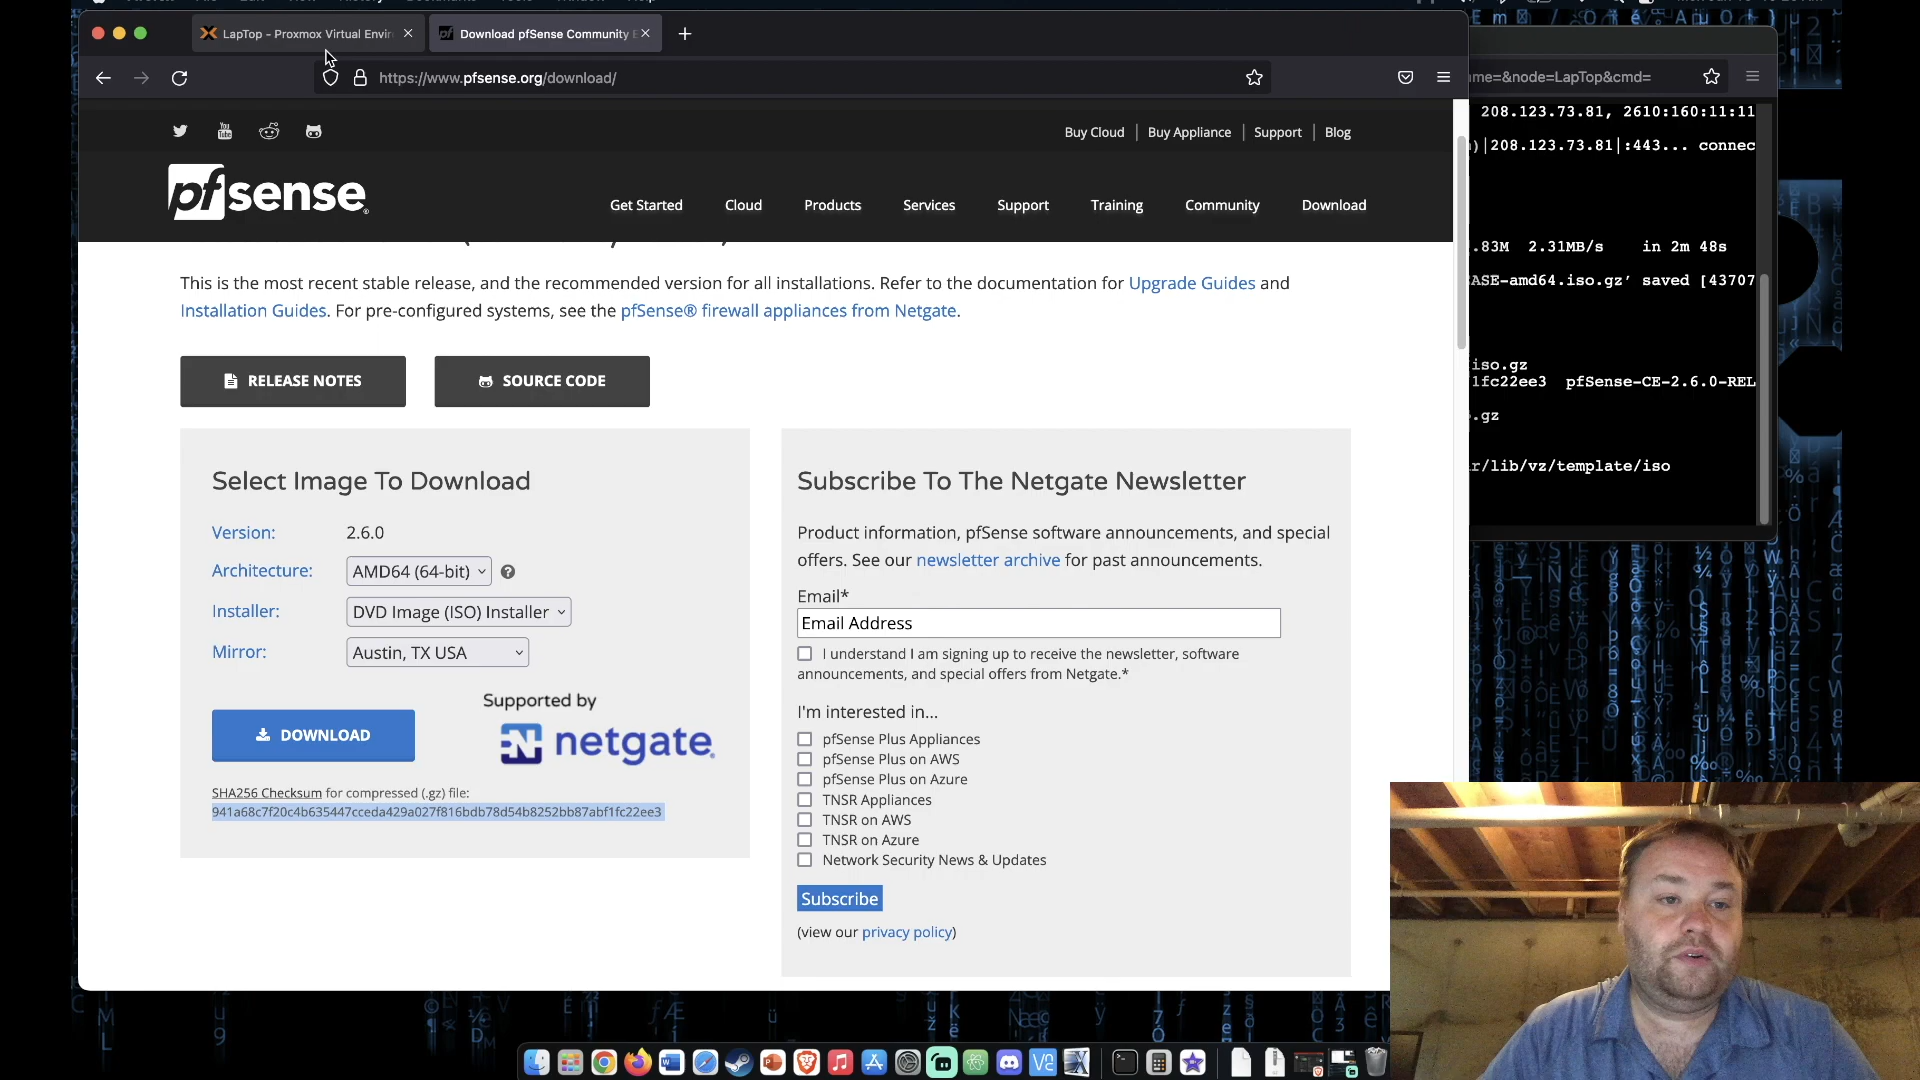 LapTop - Proxmox Virtual Envir
Download pfSense Community E
https://www.pfsense.org/download/
me=&node=LapTop&cmd=
Buy Cloud
Buy Appliance
Support
Blog
pfsense
Get Started
Cloud
Products
Services
Support
Training
Community
Download
This is the most recent stable release, and the recommended version for all installations. Refer to the documentation for Upgrade Guides and
Installation Guides. For pre-configured systems, see the pfSense® firewall appliances from Netgate.
RELEASE NOTES
SOURCE CODE
Select Image To Download
Version: 2.6.0
Architecture: AMD64 (64-bit)
Installer: DVD Image (ISO) Installer
Mirror: Austin, TX USA
Supported by
netgate
DOWNLOAD
SHA256 Checksum for compressed (.gz) file:
941a68c7f20c4b635447cceda429a027f816bdb78d54b8252bb87abf1fc22ee3
Subscribe To The Netgate Newsletter
Product information, pfSense software announcements, and special
offers. See our newsletter archive for past announcements.
Email*
Email Address
I understand I am signing up to receive the newsletter, software
announcements, and special offers from Netgate.*
I'm interested in...
pfSense Plus Appliances
pfSense Plus on AWS
pfSense Plus on Azure
TNSR Appliances
TNSR on AWS
TNSR on Azure
Network Security News & Updates
Subscribe
(view our privacy policy)
208.123.73.81, 2610:160:11:11
)|208.123.73.81|:443... connec
.83M 2.31MB/s in 2m 48s
ASE-amd64.iso.gz’ saved [43707
iso.gz
1fc22ee3 pfSense-CE-2.6.0-REL
.gz
r/lib/vz/template/iso